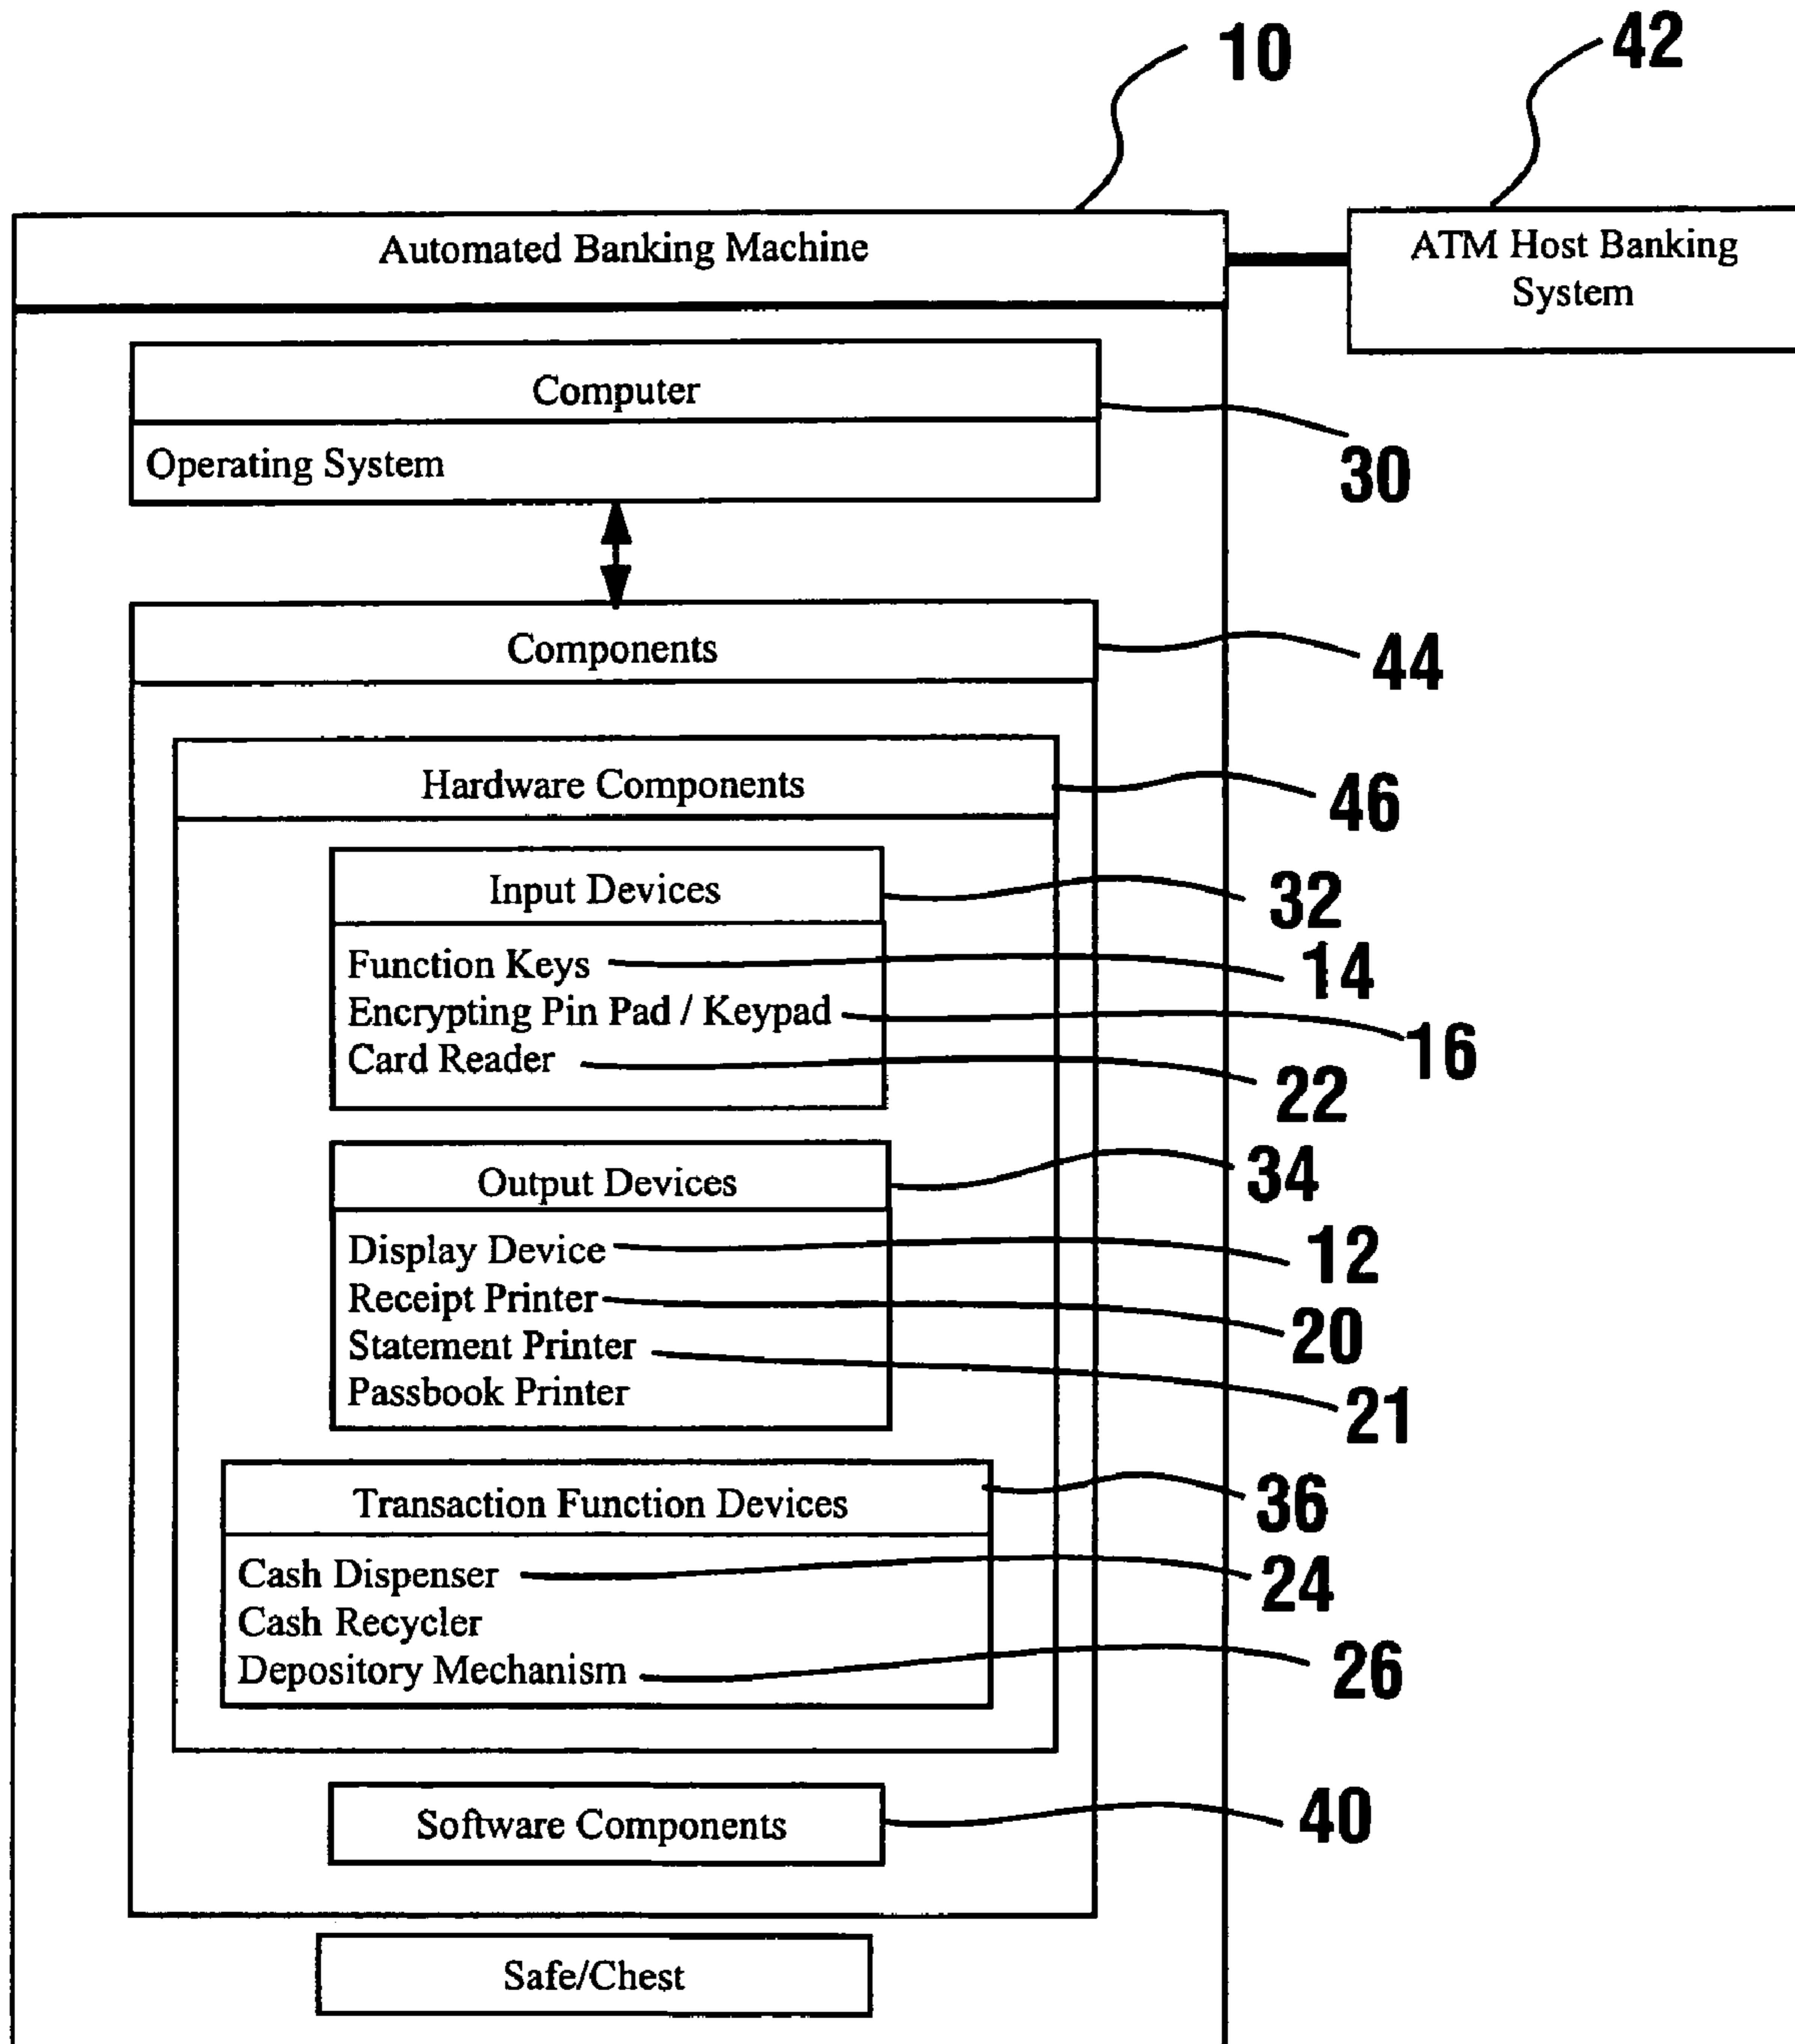 10
42
Automated Banking Machine
ATM Host Banking
System
Computer
30
Operating System
Components
44
Hardware Components
46
Input Devices
32
Function Keys
14
Encrypting Pin Pad / Keypad
16
Card Reader
22
Output Devices
34
Display Device
12
Receipt Printer
20
Statement Printer
21
Passbook Printer
Transaction Function Devices
36
Cash Dispenser
24
Cash Recycler
Depository Mechanism
26
Software Components
40
Safe/Chest